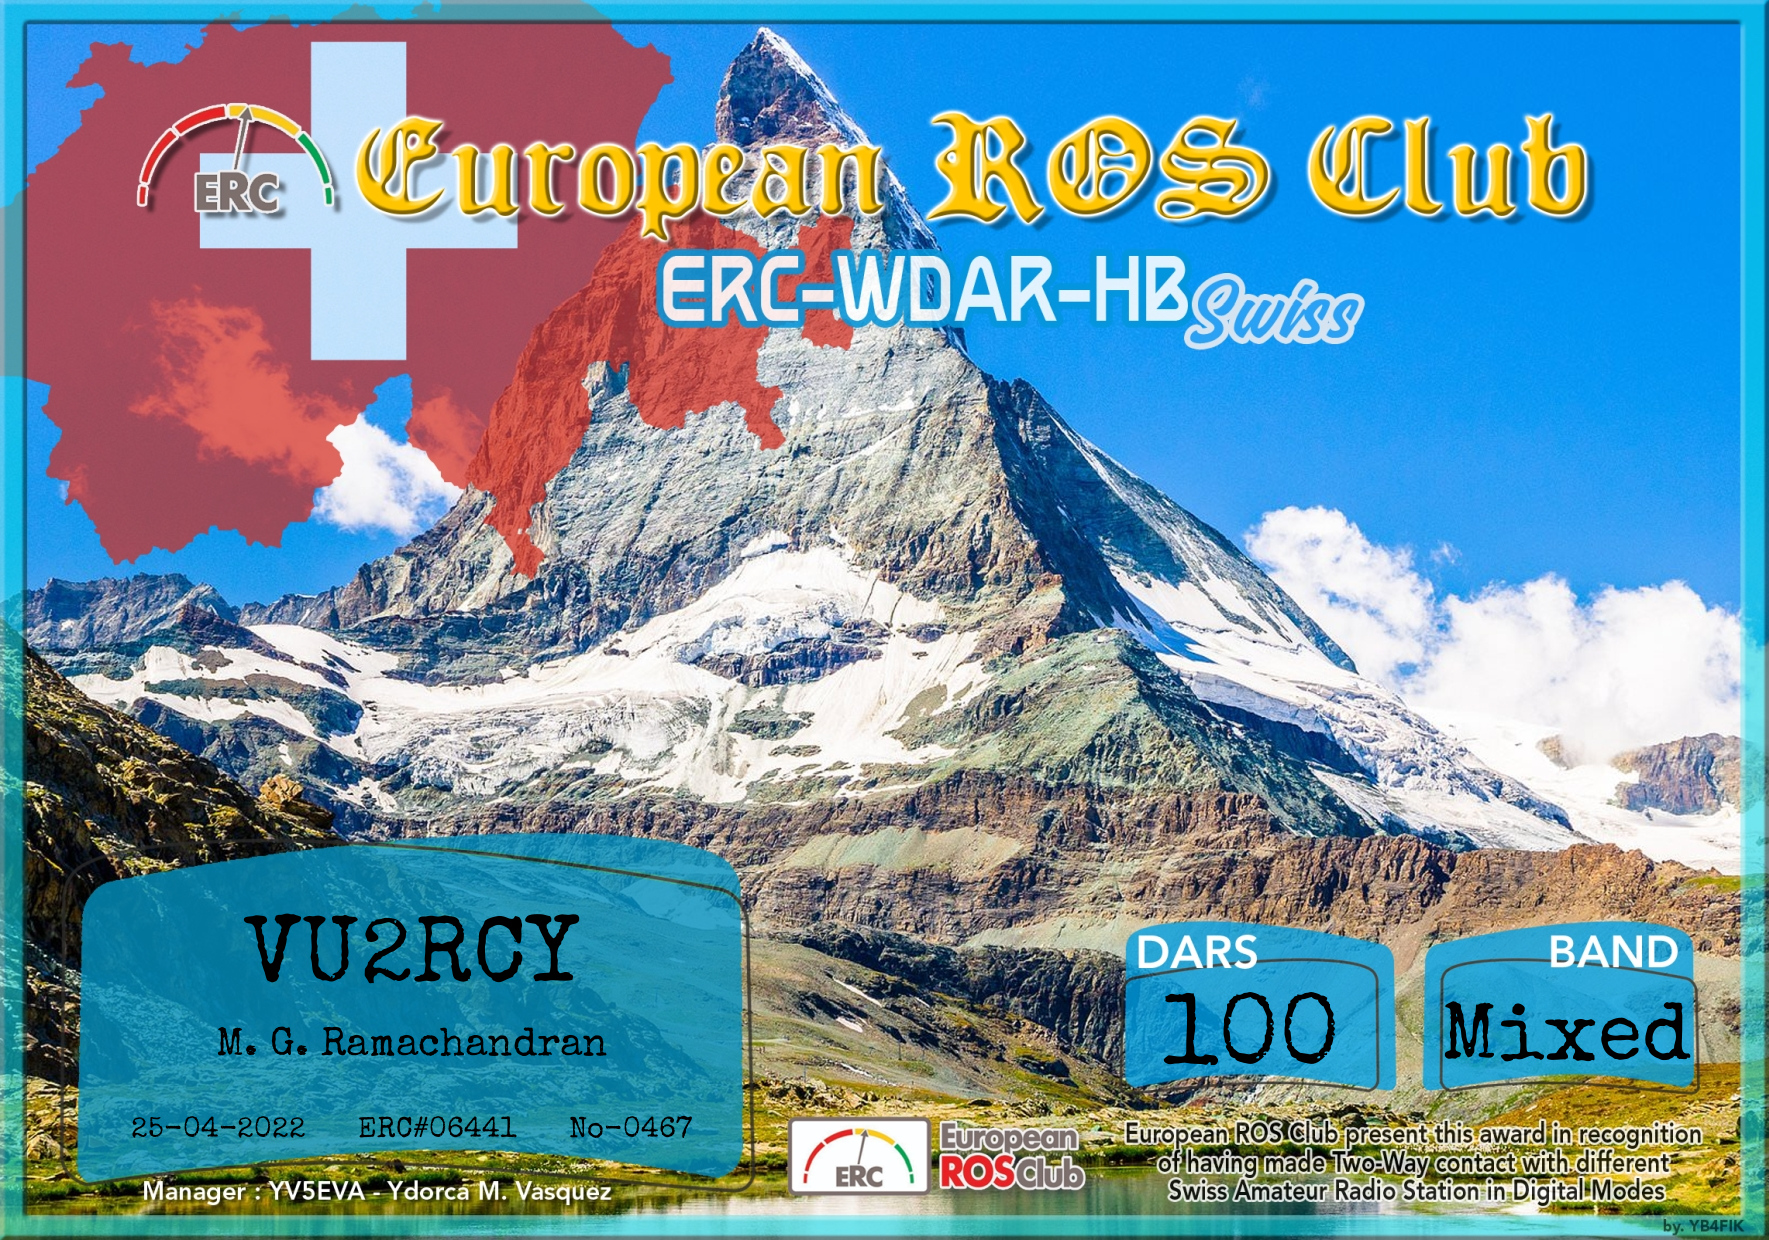 ERC European ROS Club
ERC-WDAR-HB Swiss
VU2RCY
M. G. Ramachandran
25-04-2022 ERC#06441 No-0467
DARS
100
BAND
Mixed
Manager : YV5EVA - Ydorca M. Vasquez
ERC
European
ROSClub
European ROS Club present this award in recognition
of having made Two-Way contact with different
Swiss Amateur Radio Station in Digital Modes
by. YB4FIK